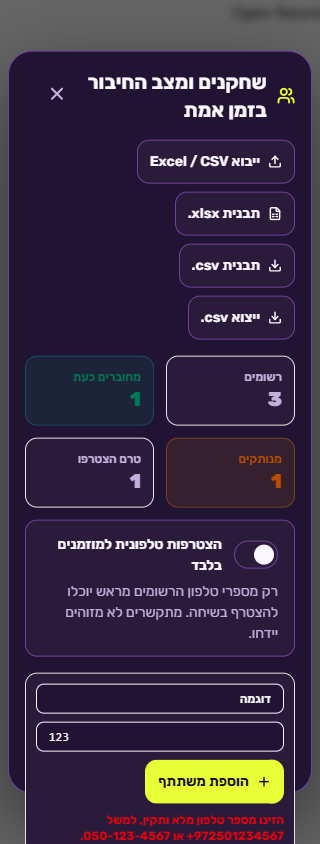 שחקנים ומצב החיבור
בזמן אמת
ייבוא Excel / CSV
תבנית xlsx.
תבנית csv.
ייצוא csv.
רשומים
3
מחוברים כעת
1
מנותקים
1
טרם הצטרפו
1
הצטרפות טלפונית למוזמנים
בלבד
רק מספרי טלפון הרשומים מראש יוכלו
להצטרף בשיחה. מתקשרים לא מזוהים
יידחו.
דוגמה
123
הוספת משתתף
הזינו מספר טלפון מלא ותקין, למשל
+972501234567 או 050-123-4567.